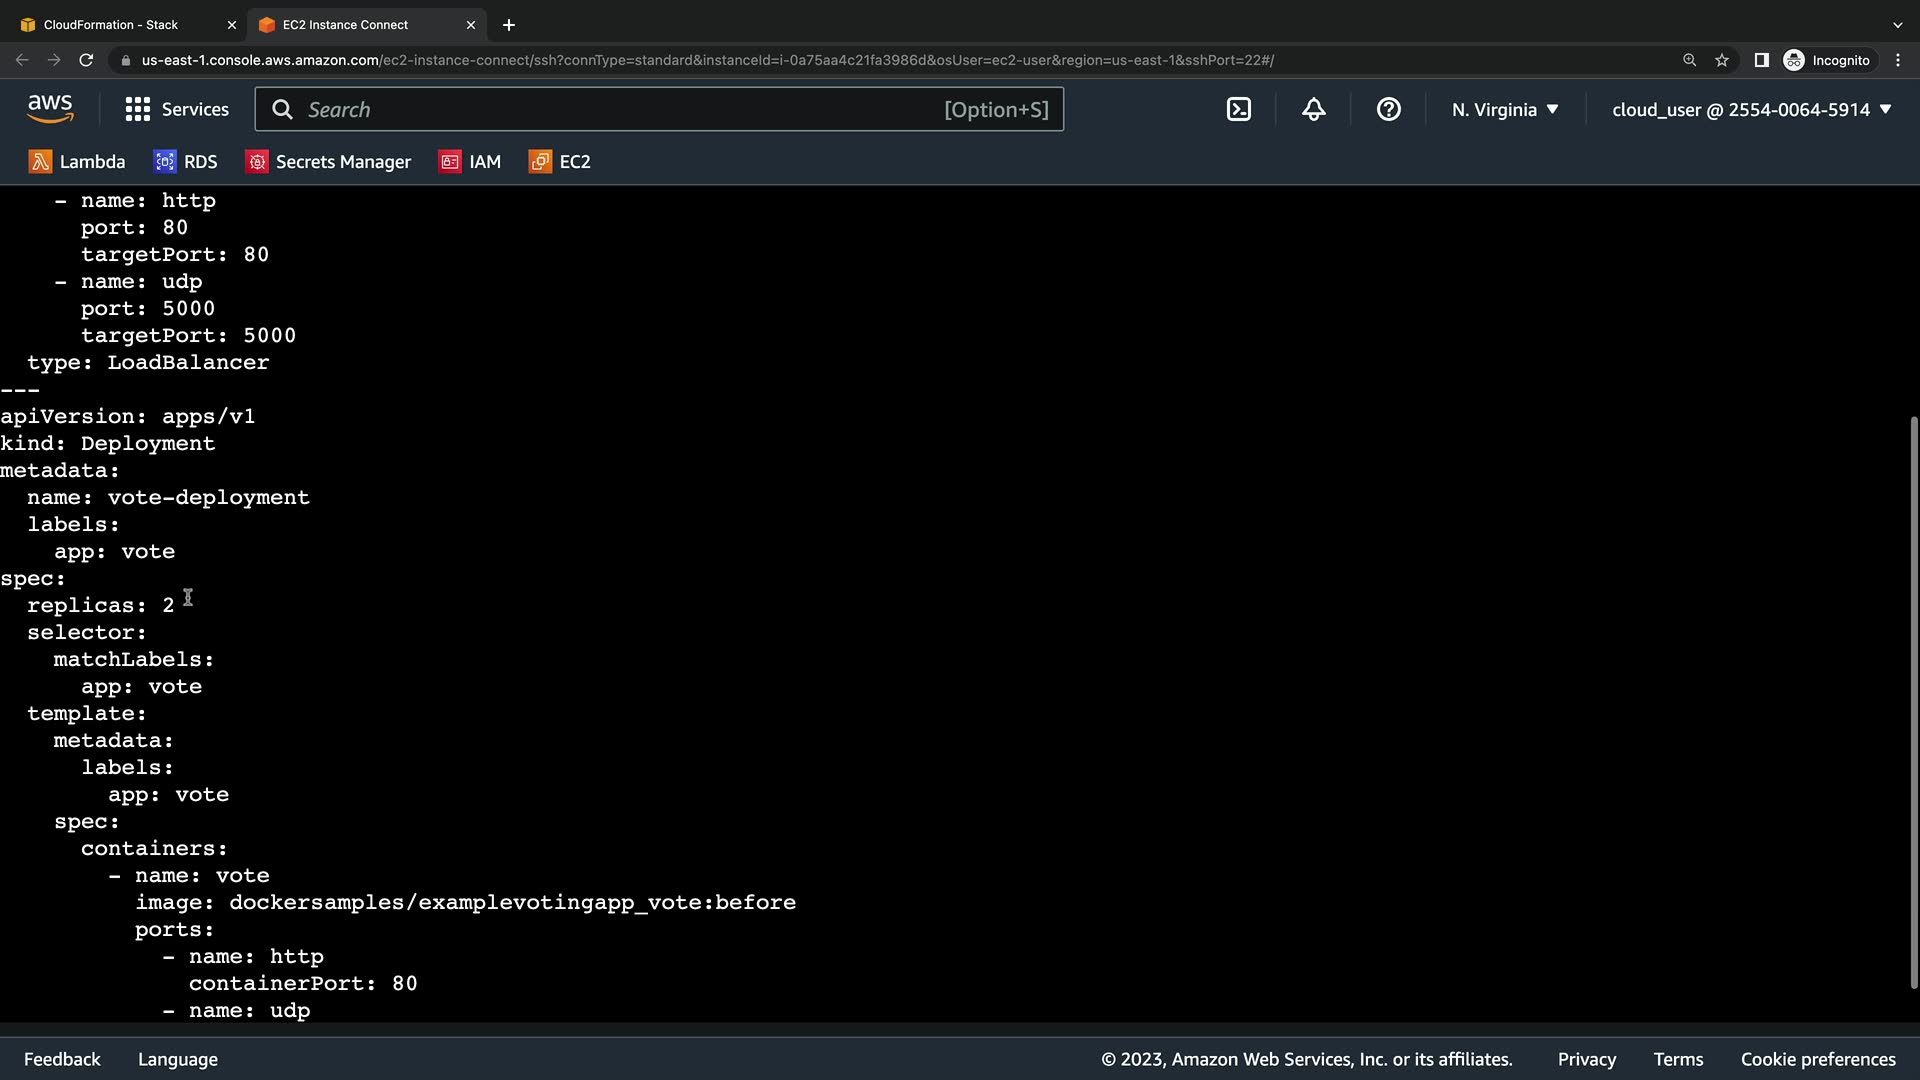 CloudFormation - Stack
EC2 Instance Connect
us-east-1.console.aws.amazon.com/ec2-instance-connect/ssh?connType=standard&instanceId=i-0a75aa4c21fa3986d&osUser=ec2-user&region=us-east-1&sshPort=22#/
Incognito
aws
Services
Search
[Option+S]
N. Virginia
cloud_user @ 2554-0064-5914
Lambda
RDS
Secrets Manager
IAM
EC2
    - name: http
      port: 80
      targetPort: 80
    - name: udp
      port: 5000
      targetPort: 5000
  type: LoadBalancer
---
apiVersion: apps/v1
kind: Deployment
metadata:
  name: vote-deployment
  labels:
    app: vote
spec:
  replicas: 2
  selector:
    matchLabels:
      app: vote
  template:
    metadata:
      labels:
        app: vote
    spec:
      containers:
        - name: vote
          image: dockersamples/examplevotingapp_vote:before
          ports:
            - name: http
              containerPort: 80
            - name: udp
Feedback
Language
© 2023, Amazon Web Services, Inc. or its affiliates.
Privacy
Terms
Cookie preferences